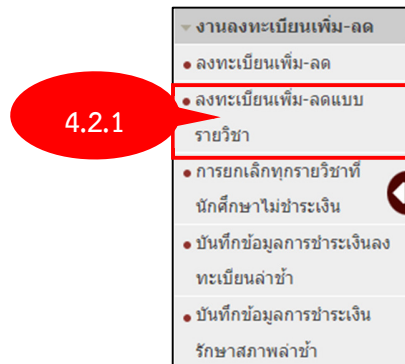 งานลงทะเบียนเพิ่ม-ลด
ลงทะเบียนเพิ่ม-ลด
4.2.1
ลงทะเบียนเพิ่ม-ลดแบบ
รายวิชา
การยกเลิกทุกรายวิชาที่
นักศึกษาไม่ชำระเงิน
บันทึกข้อมูลการชำระเงินลง
ทะเบียนล่าช้า
บันทึกข้อมูลการชำระเงิน
รักษาสภาพล่าช้า